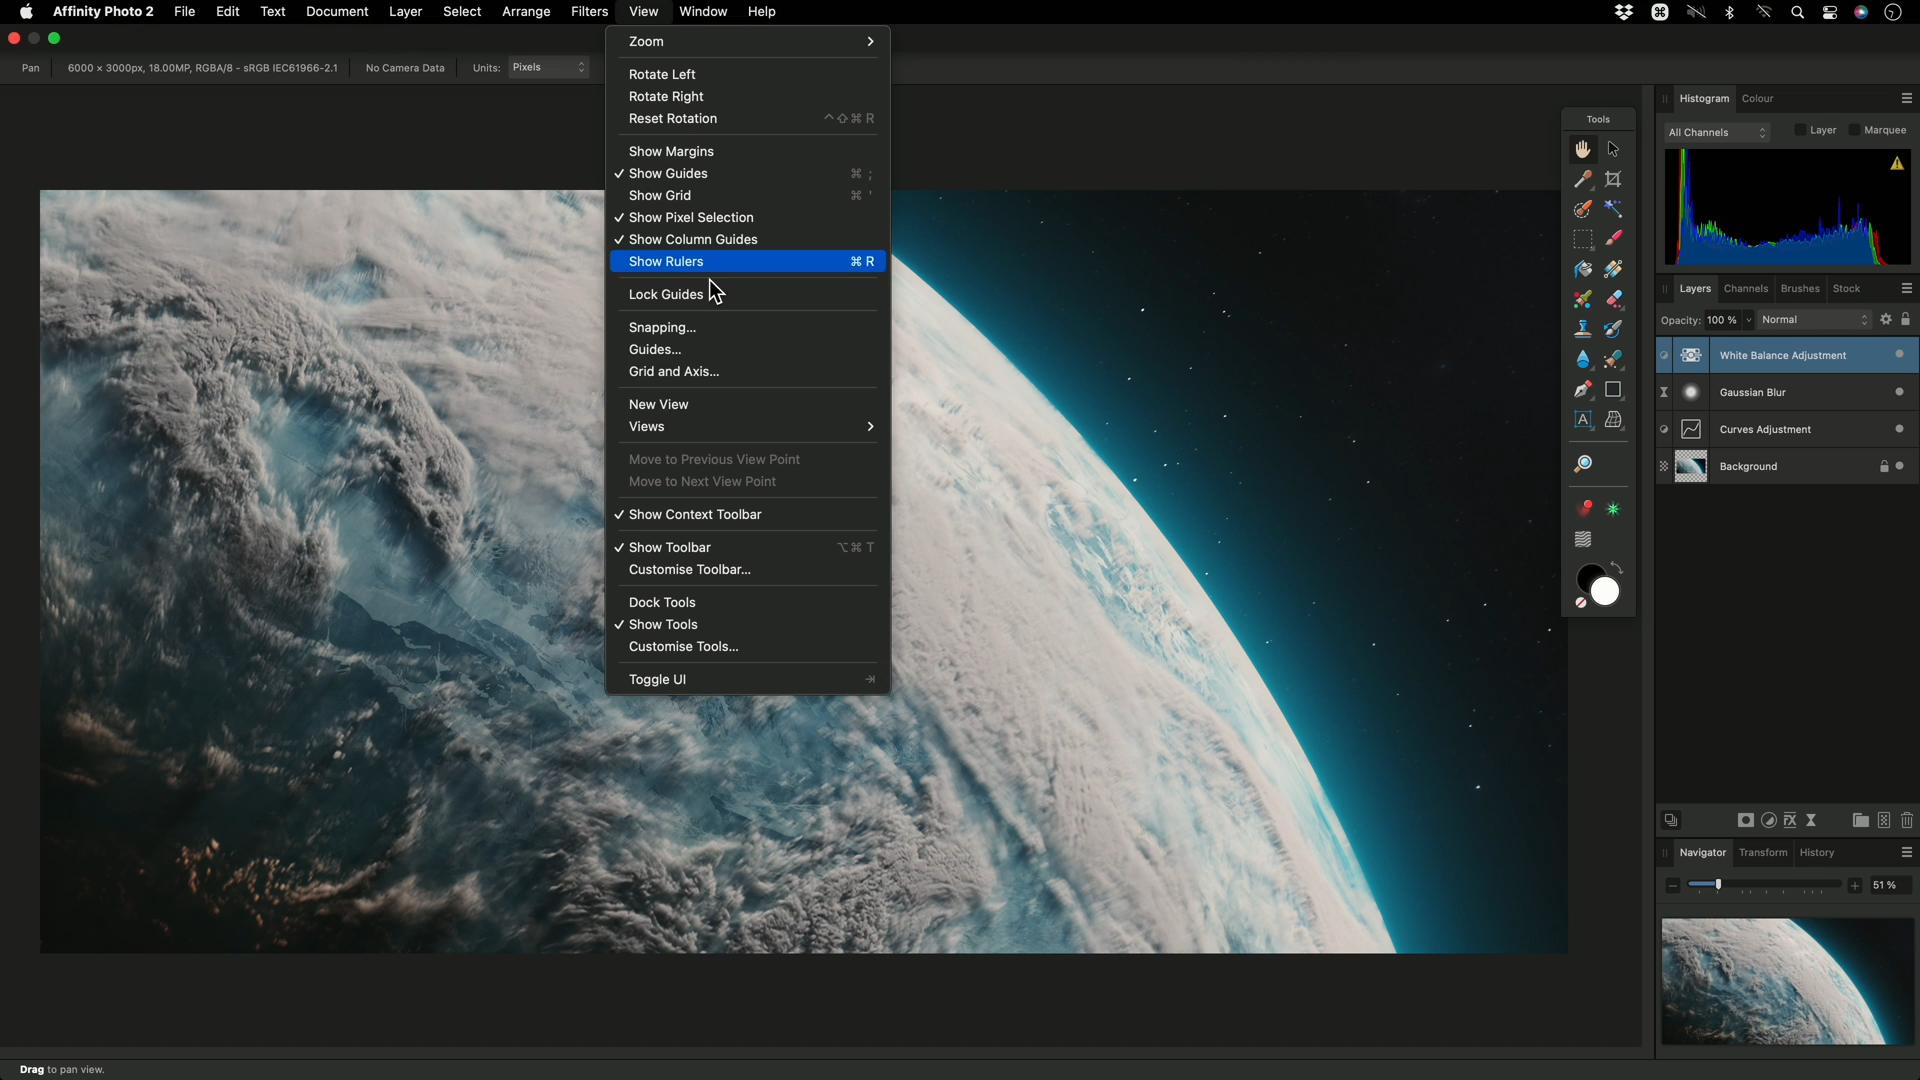 Affinity Photo 2 File Edit Text Document Layer Select Arrange Filters View Window Help
Pan 6000 × 3000px, 18.00MP, RGBA/8 - sRGB IEC61966-2.1 No Camera Data Units: Pixels
Zoom
Rotate Left
Rotate Right
Reset Rotation ⌃⇧⌘R
Show Margins
✓ Show Guides ⌘;
Show Grid ⌘'
✓ Show Pixel Selection
✓ Show Column Guides
Show Rulers ⌘R
Lock Guides
Snapping...
Guides...
Grid and Axis...
New View
Views
Move to Previous View Point
Move to Next View Point
✓ Show Context Toolbar
✓ Show Toolbar ⌥⌘T
Customise Toolbar...
Dock Tools
✓ Show Tools
Customise Tools...
Toggle UI ⇥
Tools
Histogram Colour
All Channels Layer Marquee
Layers Channels Brushes Stock
Opacity: 100 % Normal
White Balance Adjustment
Gaussian Blur
Curves Adjustment
Background
Navigator Transform History
51 %
Drag to pan view.